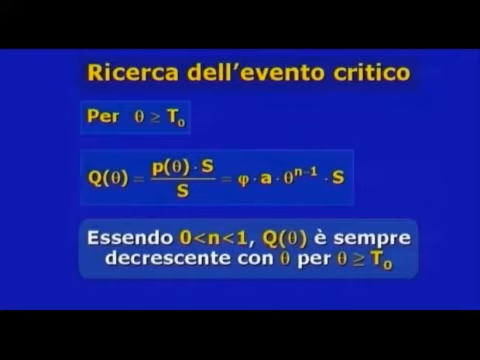 Ricerca dell'evento critico
Per θ ≥ T₀
Q(θ) = p(θ) · S / S = φ · a · θⁿ⁻¹ · S
Essendo 0<n<1, Q(θ) è sempre
decrescente con θ per θ ≥ T₀